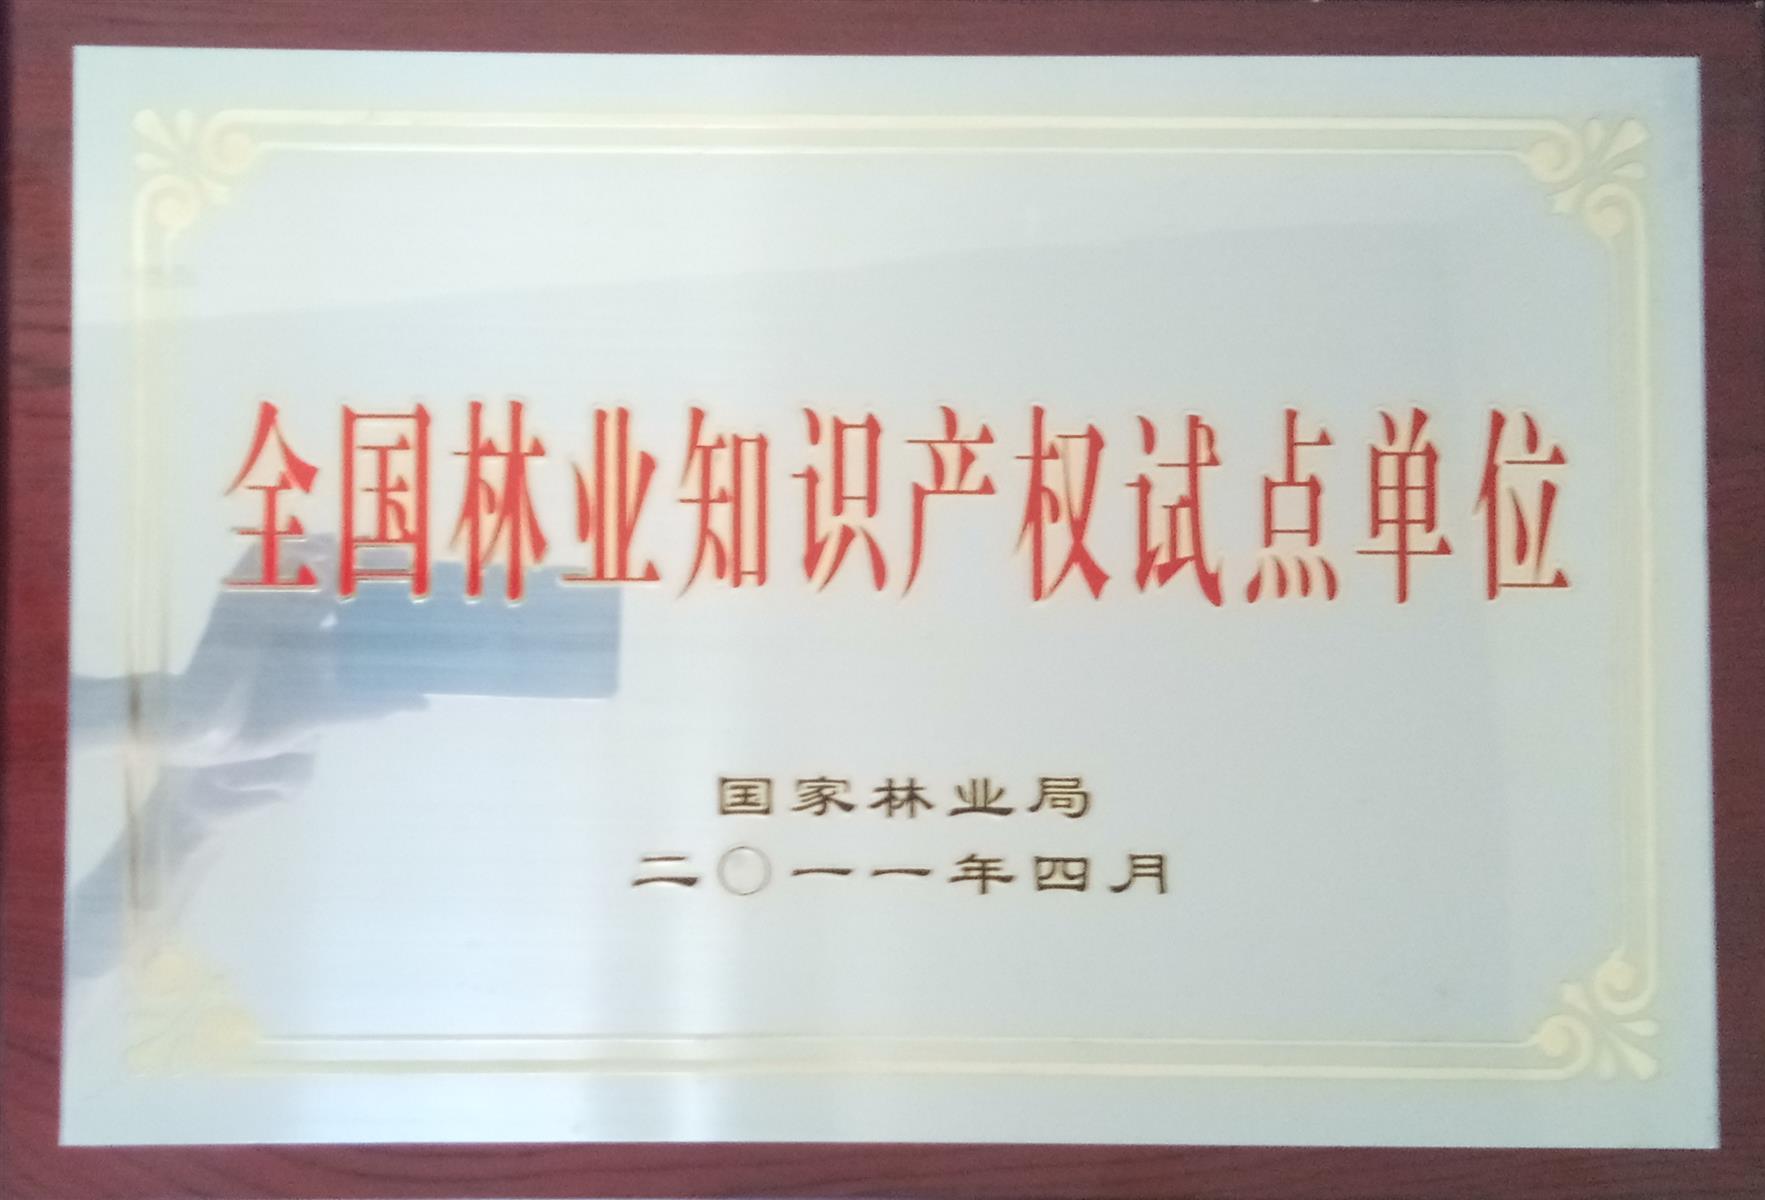 全国林业知识产权试点单位
国家林业局
二〇一一年四月